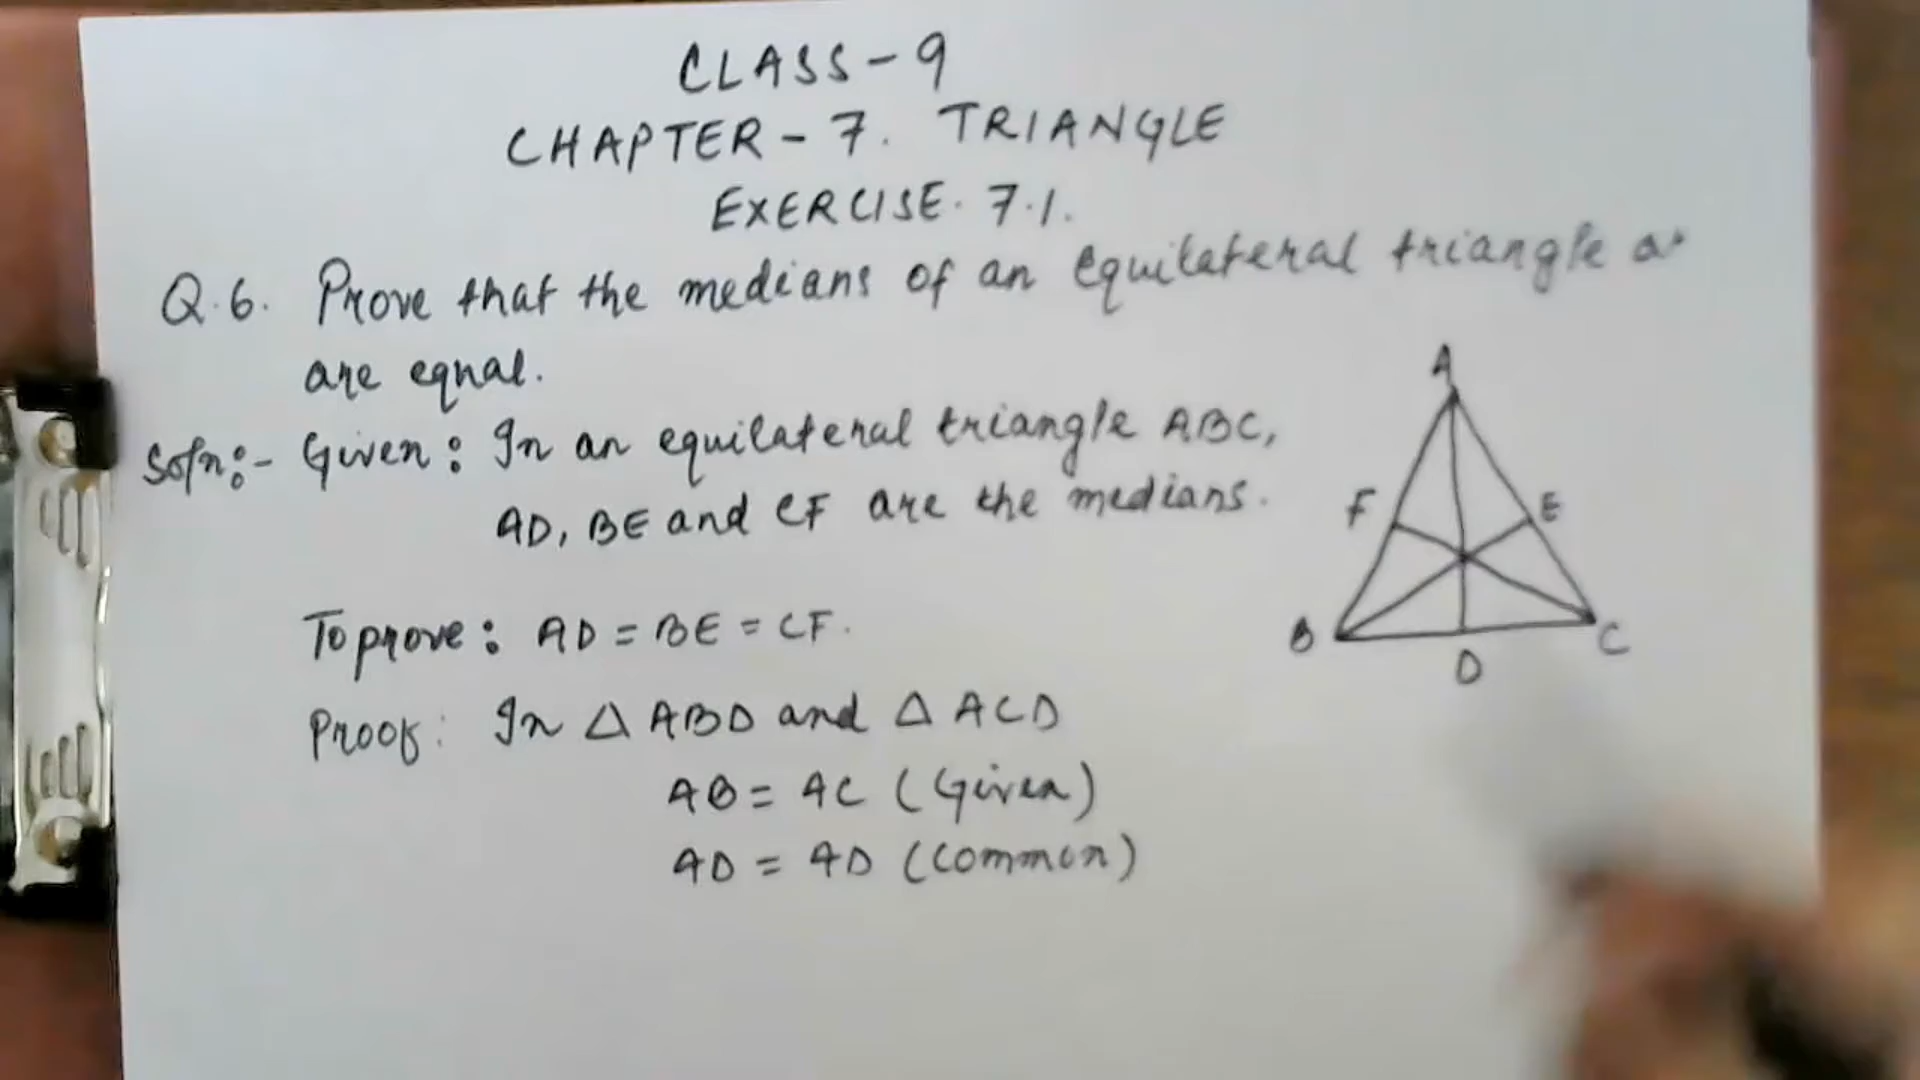 CLASS-9
CHAPTER-7. TRIANGLE
EXERCISE. 7.1.
Q.6. Prove that the medians of an equilateral triangle a
are equal.
Soln:- Given: In an equilateral triangle ABC,
AD, BE and CF are the medians.
To prove: AD = BE = CF.
Proof: In △ ABD and △ ACD
AB = AC (Given)
AD = AD (common)
A
F
E
B
C
D